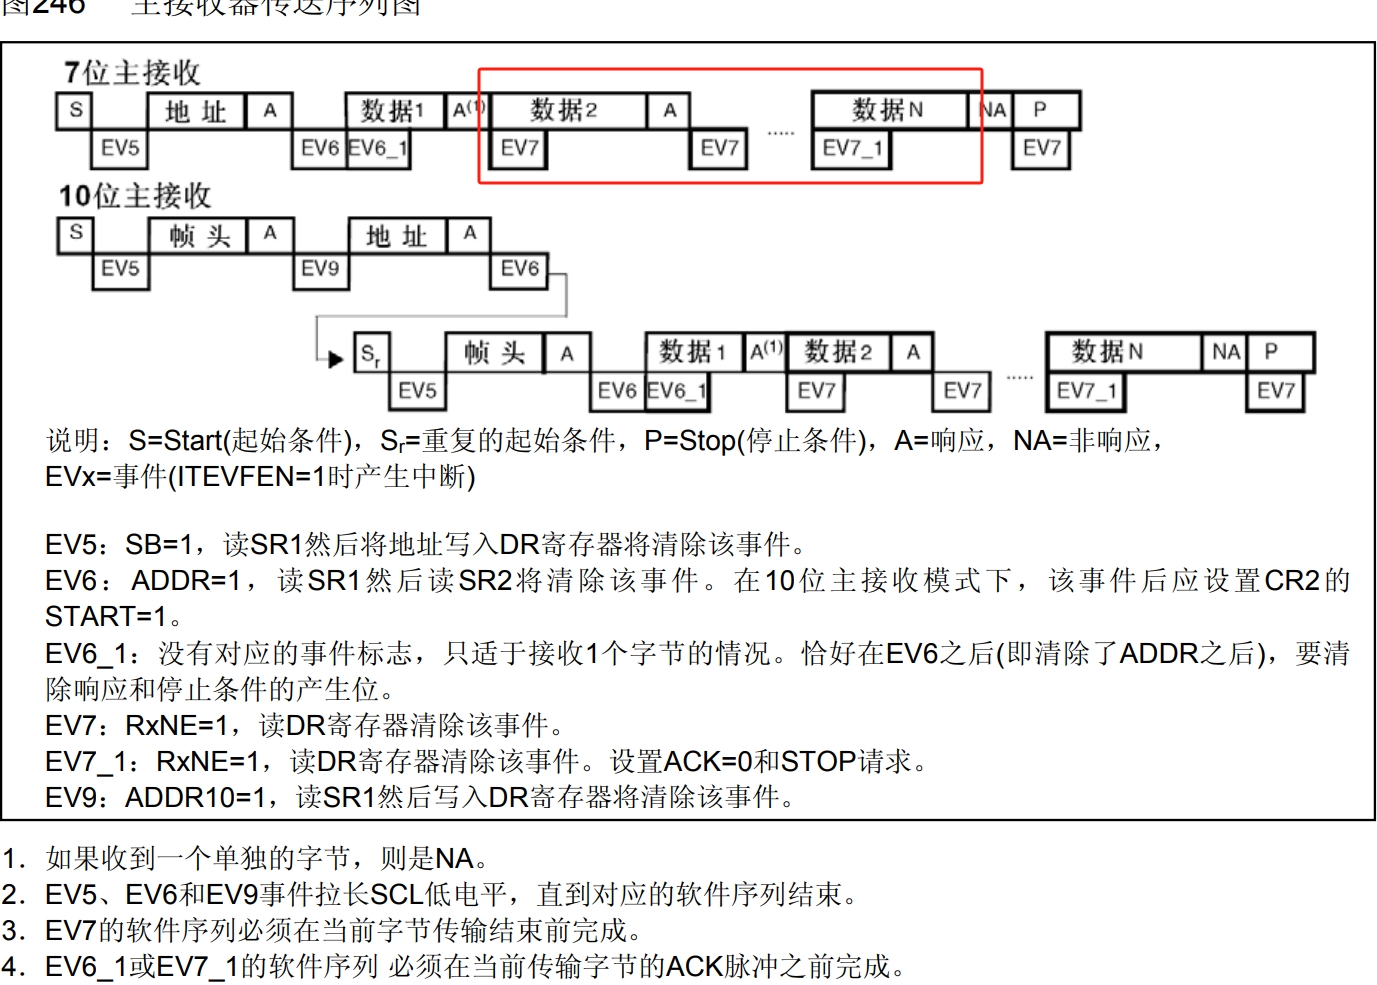 图246 主接收器传送序列图
7位主接收
S 地址 A 数据1 A(1) 数据2 A ..... 数据N NA P
EV5 EV6 EV6_1 EV7 EV7 EV7_1 EV7
10位主接收
S 帧头 A 地址 A
EV5 EV9 EV6
Sr 帧头 A 数据1 A(1) 数据2 A ..... 数据N NA P
EV5 EV6 EV6_1 EV7 EV7 EV7_1 EV7
说明：S=Start(起始条件)，Sr=重复的起始条件，P=Stop(停止条件)，A=响应，NA=非响应，
EVx=事件(ITEVFEN=1时产生中断)
EV5：SB=1，读SR1然后将地址写入DR寄存器将清除该事件。
EV6：ADDR=1，读SR1然后读SR2将清除该事件。在10位主接收模式下，该事件后应设置CR2的
START=1。
EV6_1：没有对应的事件标志，只适于接收1个字节的情况。恰好在EV6之后(即清除了ADDR之后)，要清
除响应和停止条件的产生位。
EV7：RxNE=1，读DR寄存器清除该事件。
EV7_1：RxNE=1，读DR寄存器清除该事件。设置ACK=0和STOP请求。
EV9：ADDR10=1，读SR1然后写入DR寄存器将清除该事件。
1. 如果收到一个单独的字节，则是NA。
2. EV5、EV6和EV9事件拉长SCL低电平，直到对应的软件序列结束。
3. EV7的软件序列必须在当前字节传输结束前完成。
4. EV6_1或EV7_1的软件序列 必须在当前传输字节的ACK脉冲之前完成。